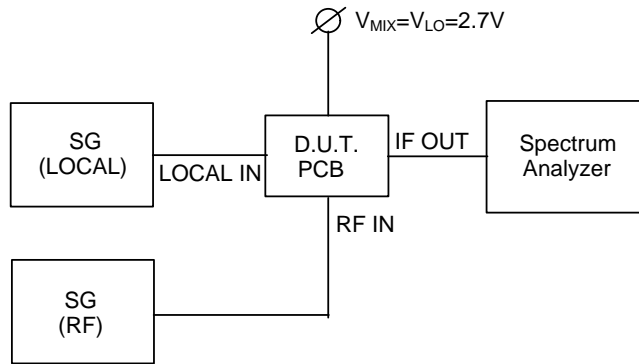 VMIX=VLO=2.7V
SG
(LOCAL)
LOCAL IN
D.U.T.
PCB
IF OUT
Spectrum
Analyzer
RF IN
SG
(RF)